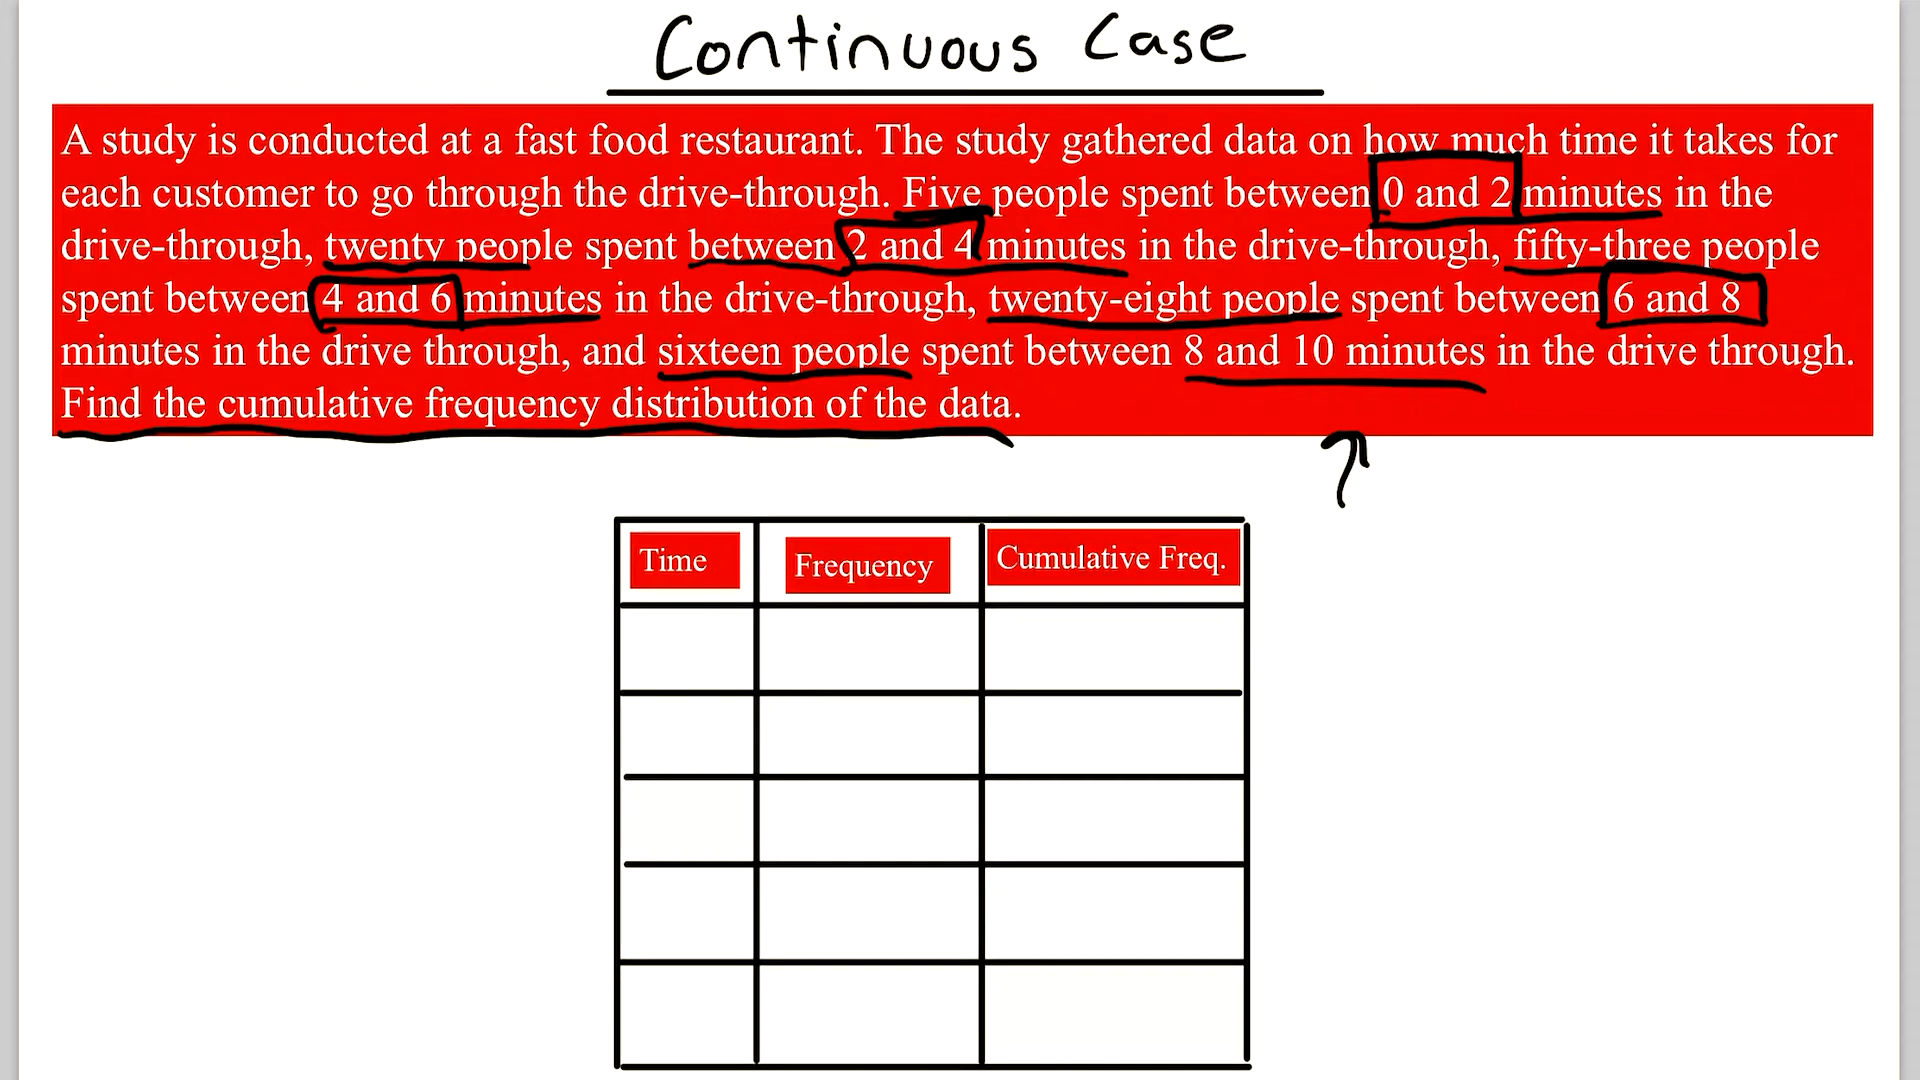 Continuous Case
A study is conducted at a fast food restaurant. The study gathered data on how much time it takes for
each customer to go through the drive-through. Five people spent between 0 and 2 minutes in the
drive-through, twenty people spent between 2 and 4 minutes in the drive-through, fifty-three people
spent between 4 and 6 minutes in the drive-through, twenty-eight people spent between 6 and 8
minutes in the drive through, and sixteen people spent between 8 and 10 minutes in the drive through.
Find the cumulative frequency distribution of the data.
Time Frequency Cumulative Freq.